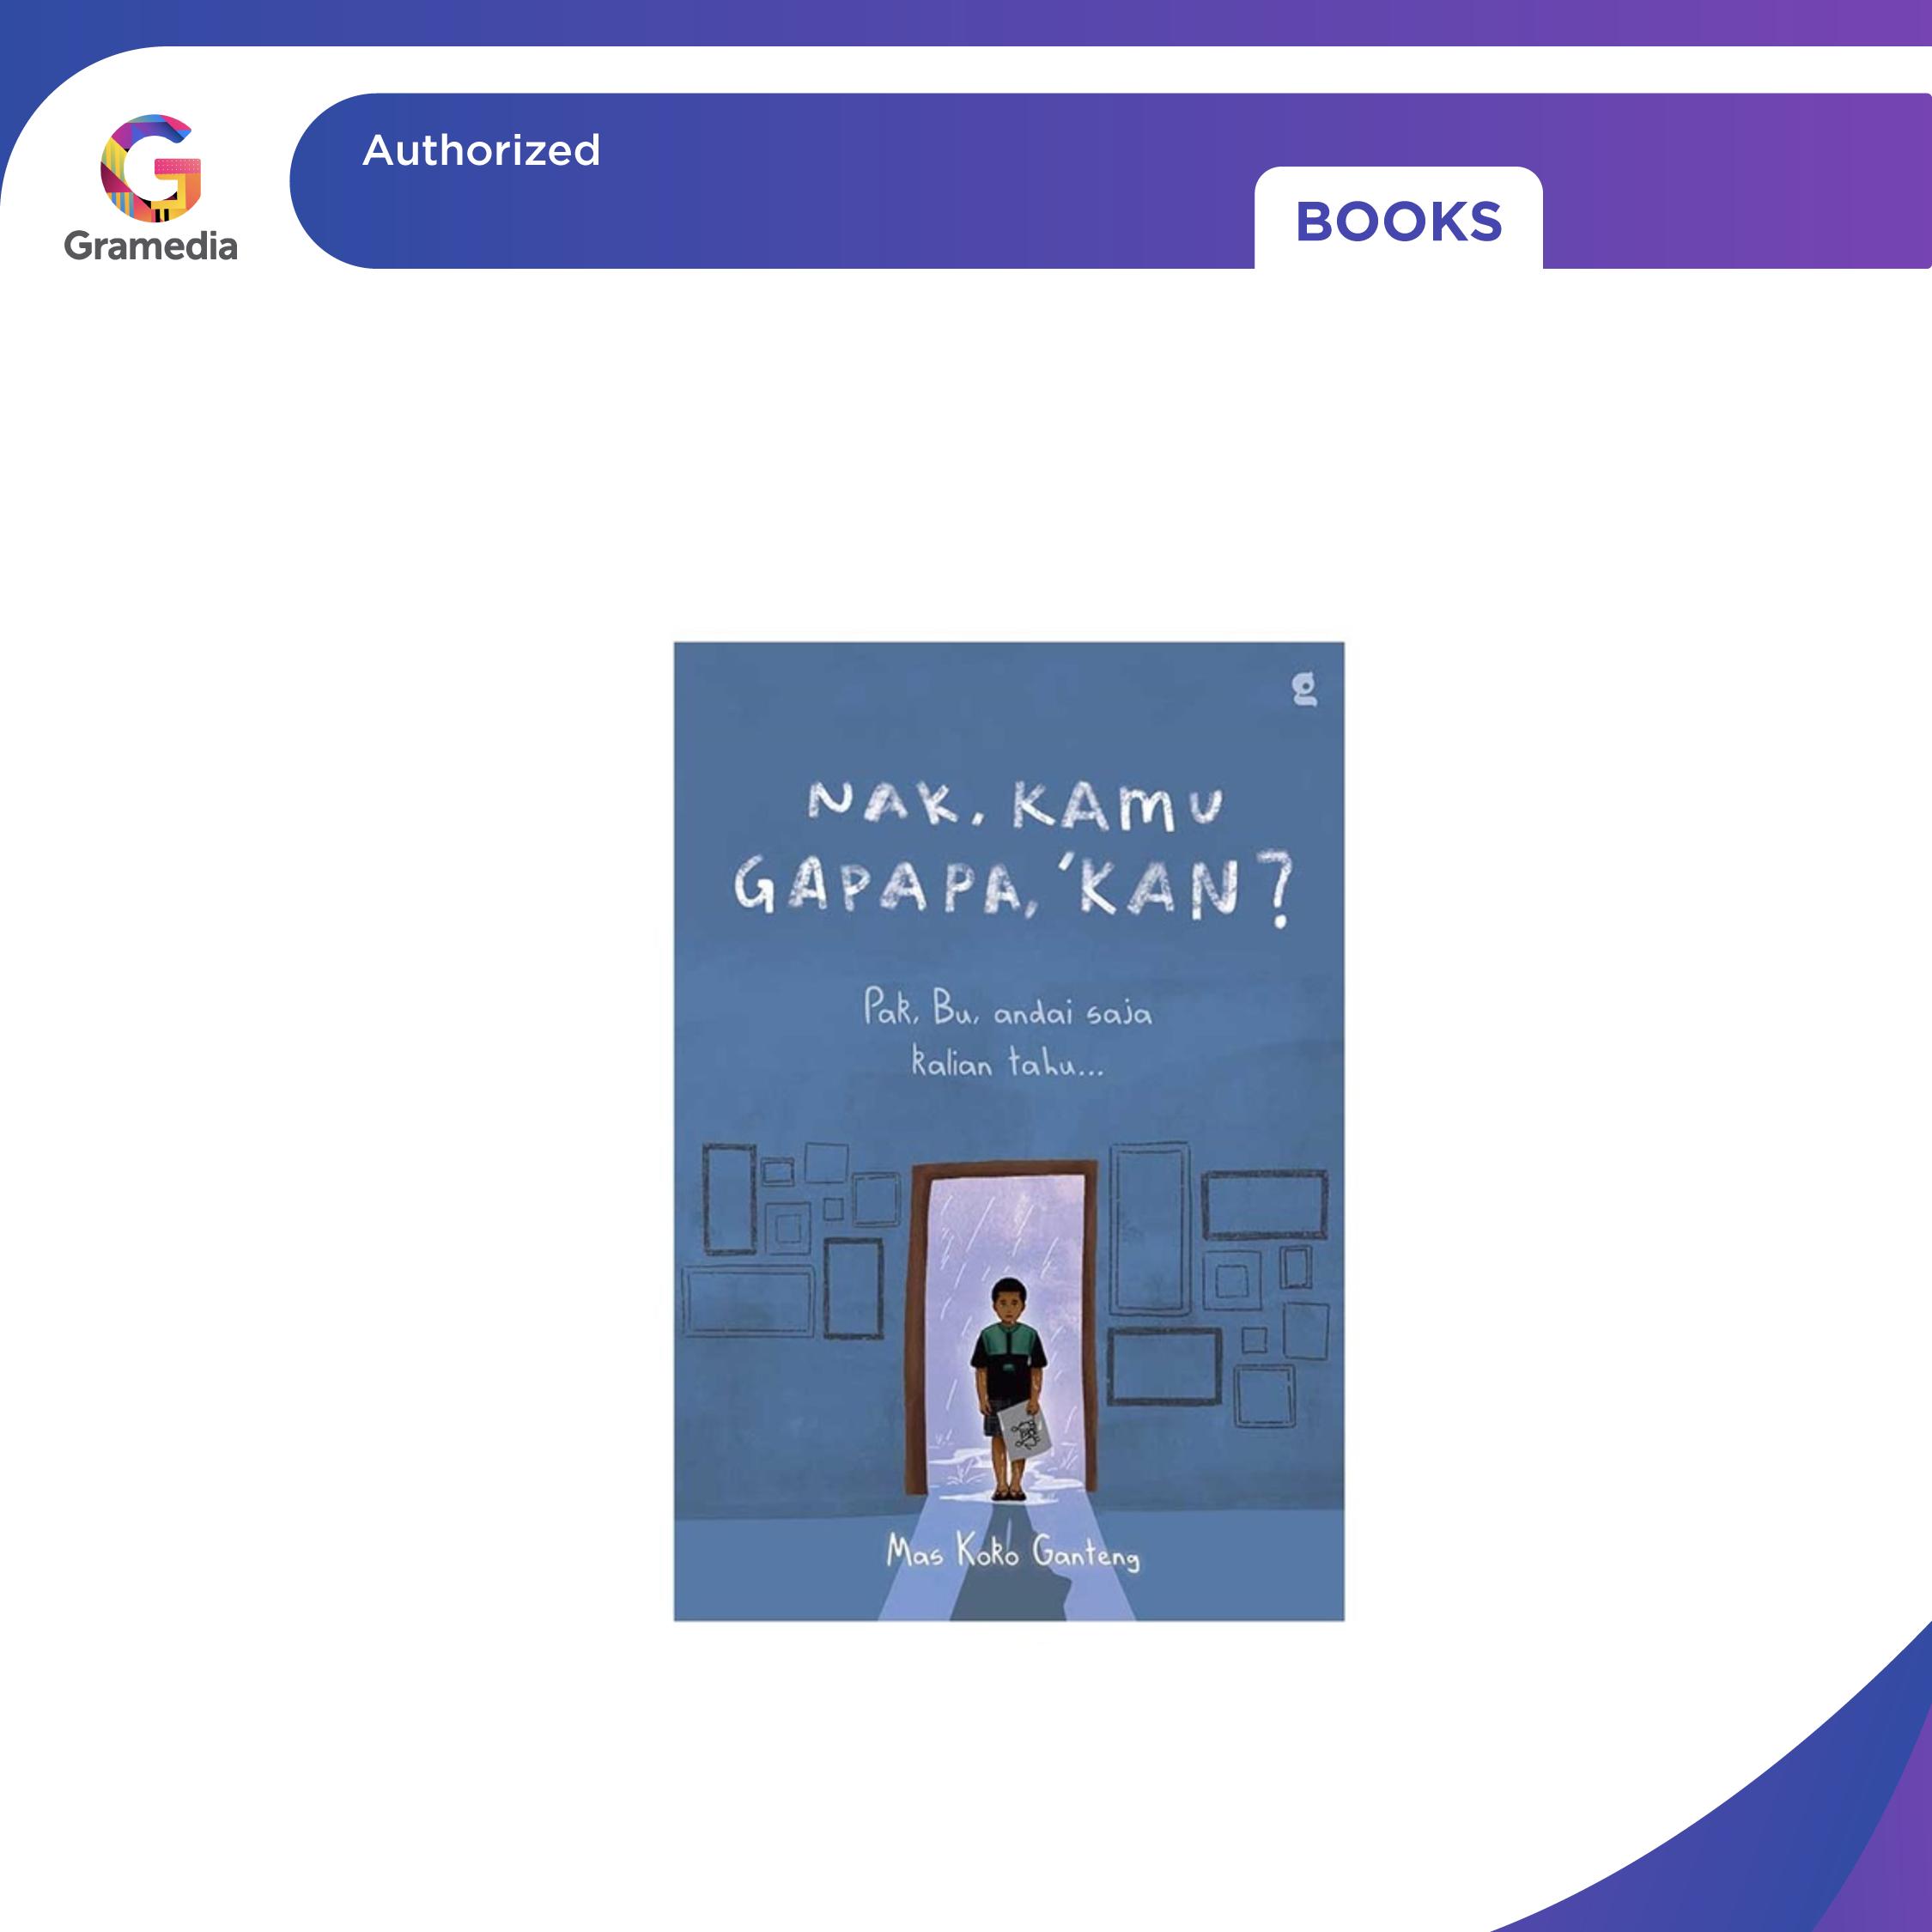 Gramedia
Authorized
BOOKS
g
NAK, KAMU
GAPAPA, 'KAN?
Pak, Bu, andai saja
kalian tahu...
Mas Koko Ganteng